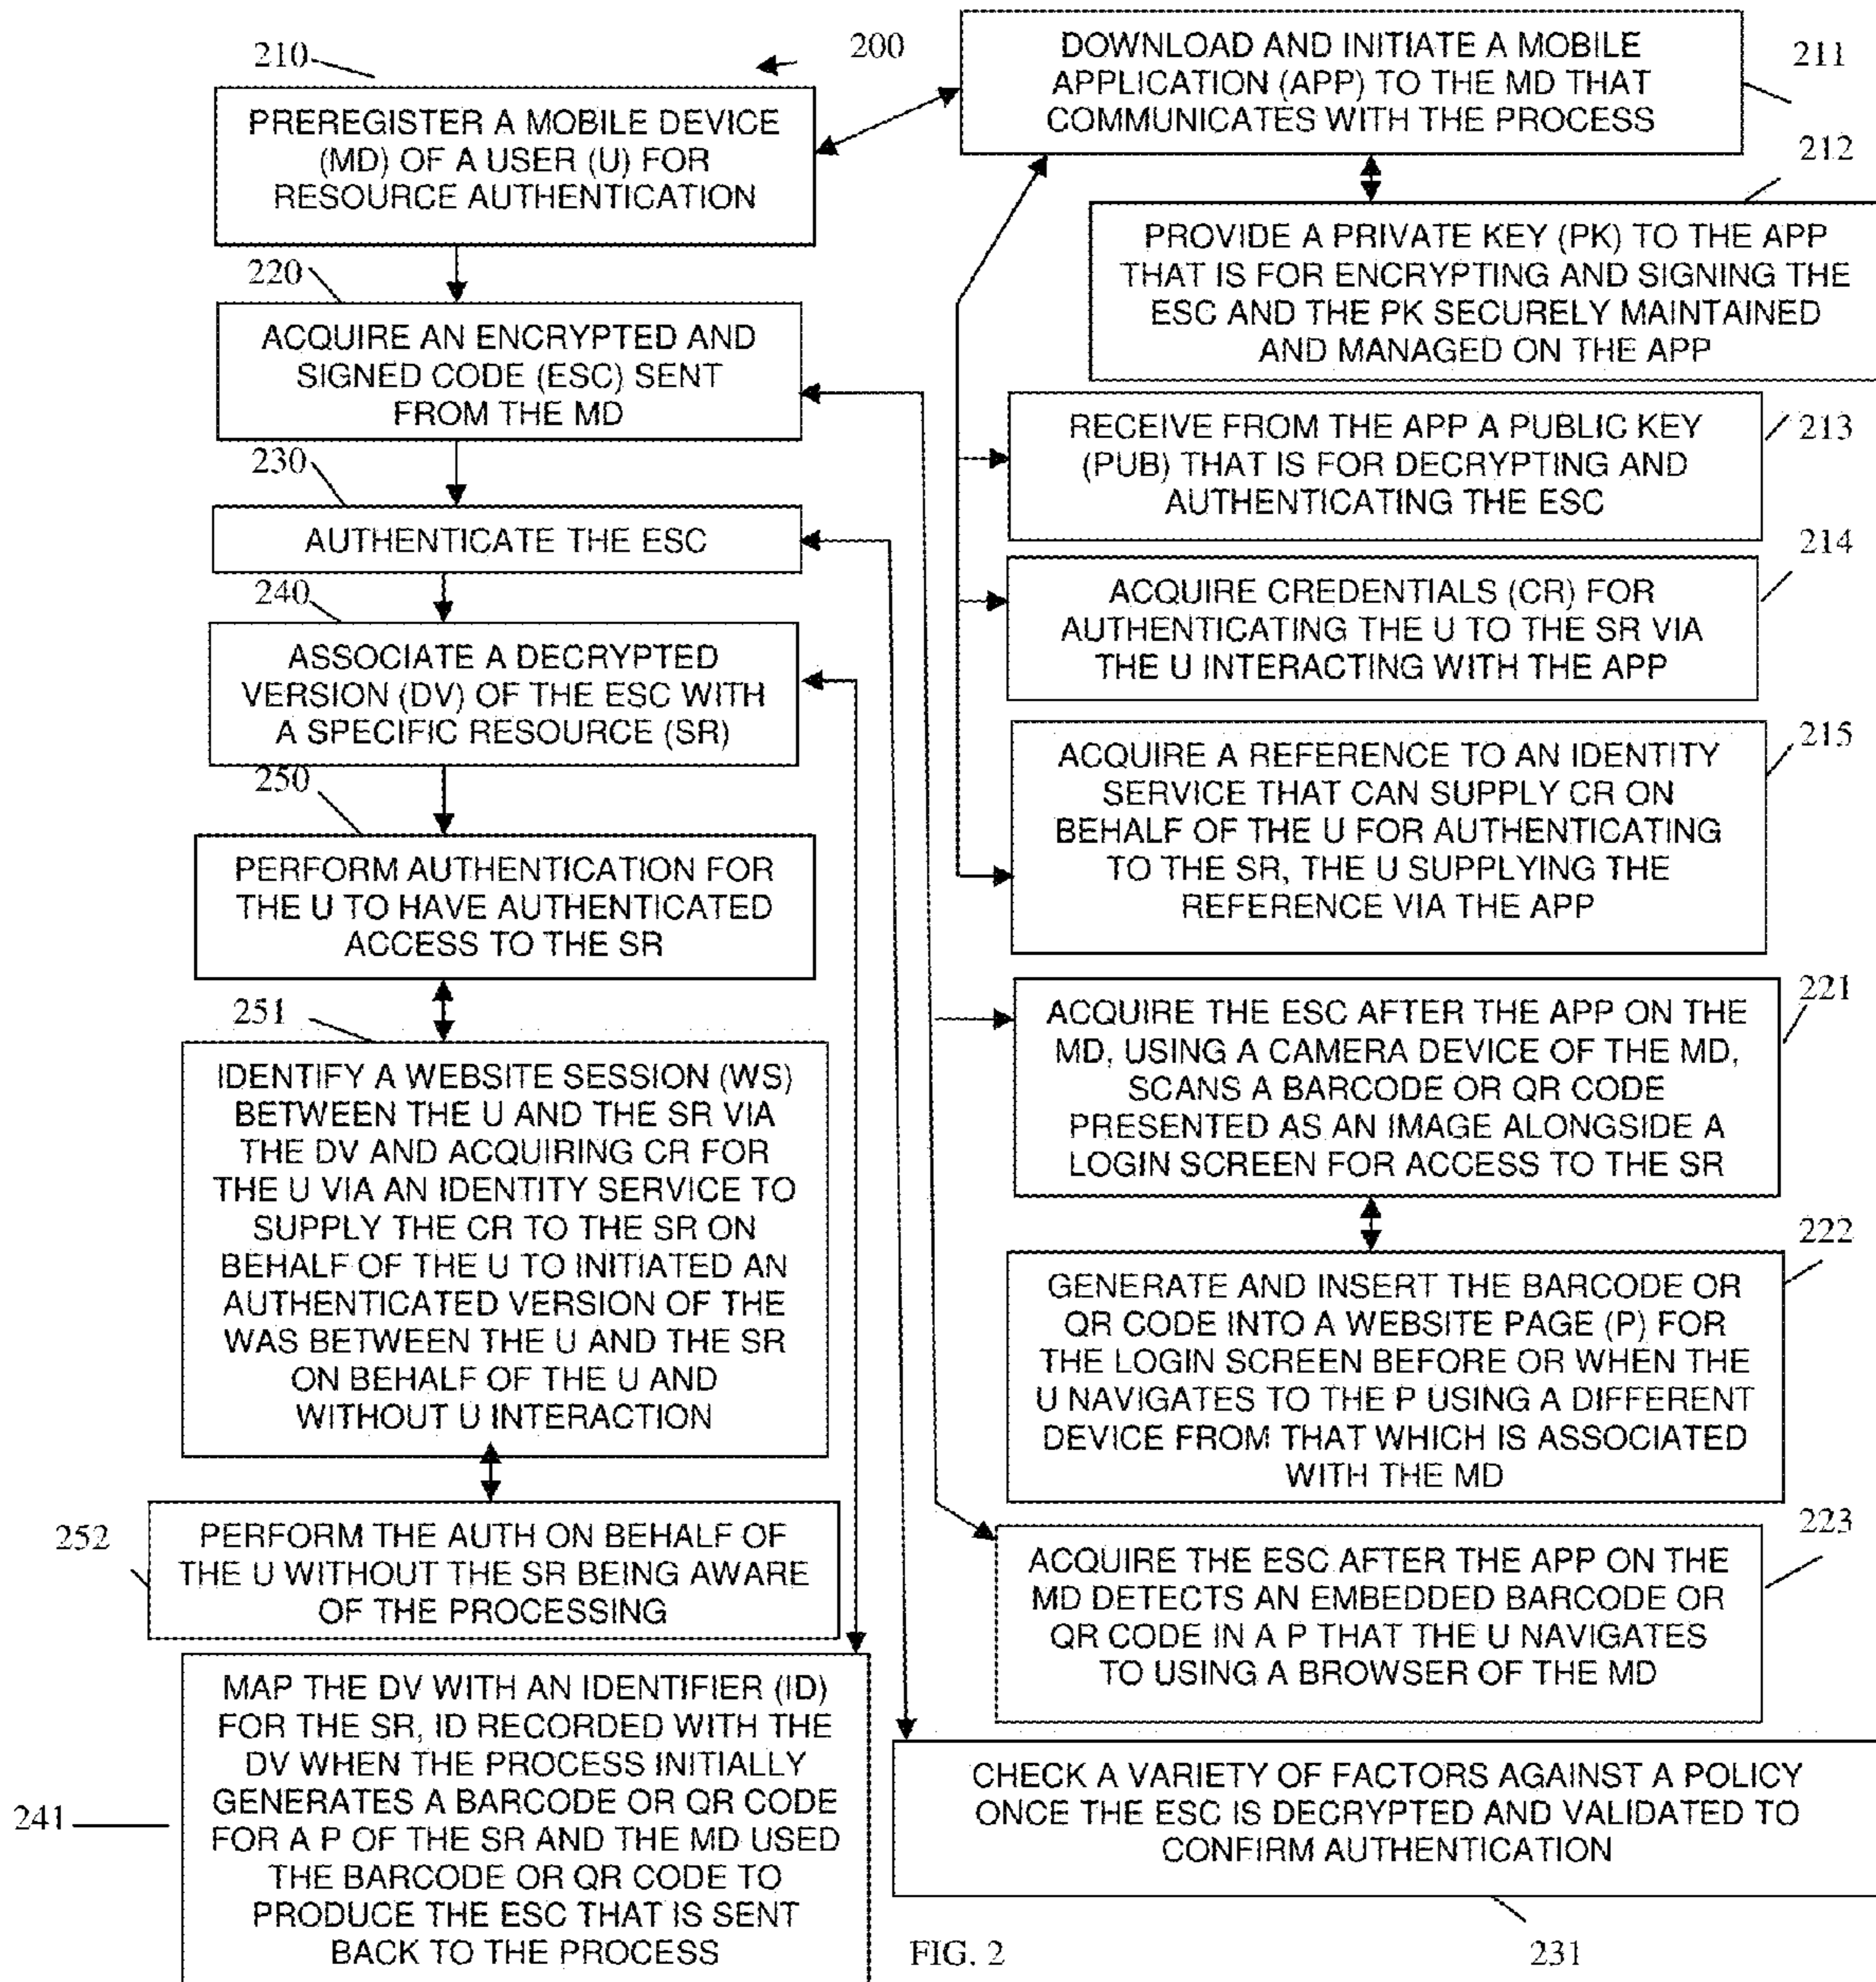 200
210
PREREGISTER A MOBILE DEVICE
(MD) OF A USER (U) FOR
RESOURCE AUTHENTICATION
220
ACQUIRE AN ENCRYPTED AND
SIGNED CODE (ESC) SENT
FROM THE MD
230
AUTHENTICATE THE ESC
240
ASSOCIATE A DECRYPTED
VERSION (DV) OF THE ESC WITH
A SPECIFIC RESOURCE (SR)
250
PERFORM AUTHENTICATION FOR
THE U TO HAVE AUTHENTICATED
ACCESS TO THE SR
251
IDENTIFY A WEBSITE SESSION (WS)
BETWEEN THE U AND THE SR VIA
THE DV AND ACQUIRING CR FOR
THE U VIA AN IDENTITY SERVICE TO
SUPPLY THE CR TO THE SR ON
BEHALF OF THE U TO INITIATED AN
AUTHENTICATED VERSION OF THE
WAS BETWEEN THE U AND THE SR
ON BEHALF OF THE U AND
WITHOUT U INTERACTION
252
PERFORM THE AUTH ON BEHALF OF
THE U WITHOUT THE SR BEING AWARE
OF THE PROCESSING
241
MAP THE DV WITH AN IDENTIFIER (ID)
FOR THE SR, ID RECORDED WITH THE
DV WHEN THE PROCESS INITIALLY
GENERATES A BARCODE OR QR CODE
FOR A P OF THE SR AND THE MD USED
THE BARCODE OR QR CODE TO
PRODUCE THE ESC THAT IS SENT
BACK TO THE PROCESS
211
DOWNLOAD AND INITIATE A MOBILE
APPLICATION (APP) TO THE MD THAT
COMMUNICATES WITH THE PROCESS
212
PROVIDE A PRIVATE KEY (PK) TO THE APP
THAT IS FOR ENCRYPTING AND SIGNING THE
ESC AND THE PK SECURELY MAINTAINED
AND MANAGED ON THE APP
213
RECEIVE FROM THE APP A PUBLIC KEY
(PUB) THAT IS FOR DECRYPTING AND
AUTHENTICATING THE ESC
214
ACQUIRE CREDENTIALS (CR) FOR
AUTHENTICATING THE U TO THE SR VIA
THE U INTERACTING WITH THE APP
215
ACQUIRE A REFERENCE TO AN IDENTITY
SERVICE THAT CAN SUPPLY CR ON
BEHALF OF THE U FOR AUTHENTICATING
TO THE SR, THE U SUPPLYING THE
REFERENCE VIA THE APP
221
ACQUIRE THE ESC AFTER THE APP ON THE
MD, USING A CAMERA DEVICE OF THE MD,
SCANS A BARCODE OR QR CODE
PRESENTED AS AN IMAGE ALONGSIDE A
LOGIN SCREEN FOR ACCESS TO THE SR
222
GENERATE AND INSERT THE BARCODE OR
QR CODE INTO A WEBSITE PAGE (P) FOR
THE LOGIN SCREEN BEFORE OR WHEN THE
U NAVIGATES TO THE P USING A DIFFERENT
DEVICE FROM THAT WHICH IS ASSOCIATED
WITH THE MD
223
ACQUIRE THE ESC AFTER THE APP ON THE
MD DETECTS AN EMBEDDED BARCODE OR
QR CODE IN A P THAT THE U NAVIGATES
TO USING A BROWSER OF THE MD
CHECK A VARIETY OF FACTORS AGAINST A POLICY
ONCE THE ESC IS DECRYPTED AND VALIDATED TO
CONFIRM AUTHENTICATION
231
FIG. 2